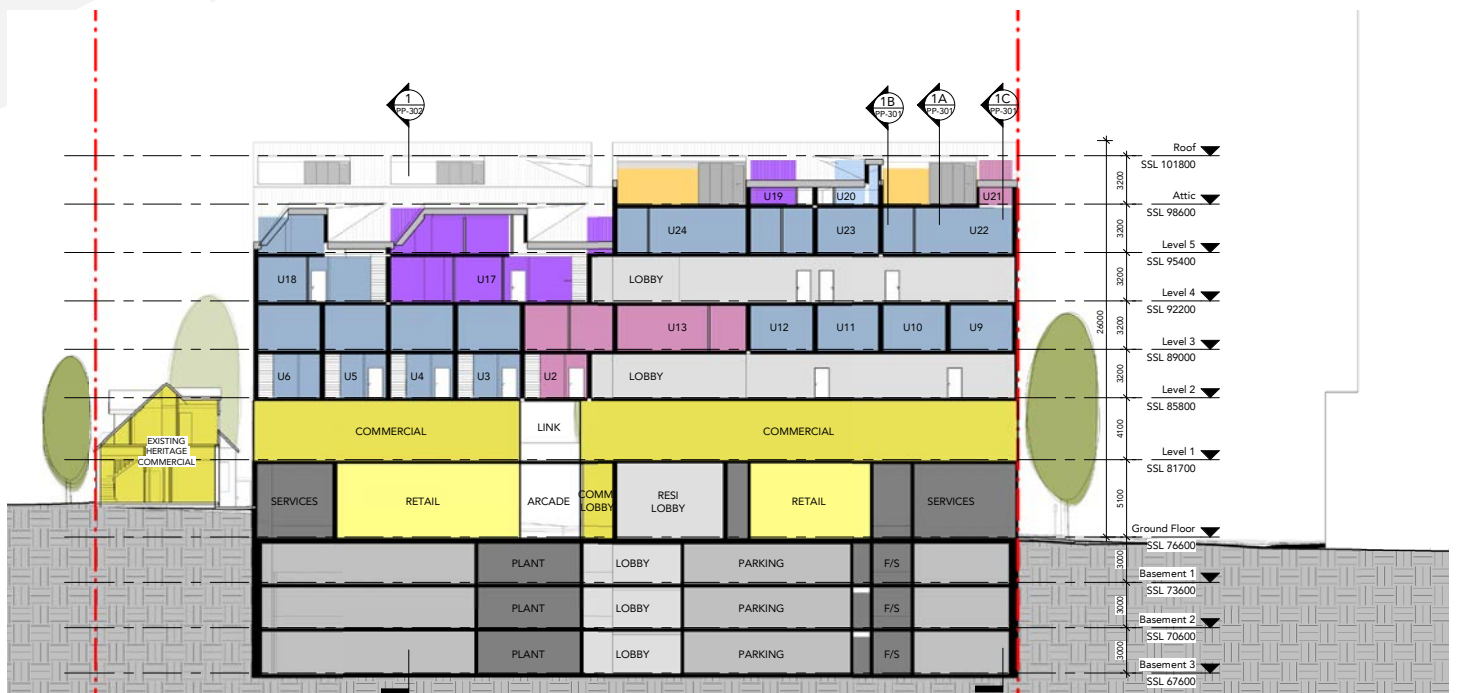 1
PP-302
1B
PP-301
1A
PP-301
1C
PP-301
Roof
SSL 101800
3200
U19
U20
U21
Attic
SSL 98600
3200
U24
U23
U22
Level 5
SSL 95400
3200
U18
U17
LOBBY
Level 4
SSL 92200
3200
26000
U13
U12
U11
U10
U9
Level 3
SSL 89000
3200
U6
U5
U4
U3
U2
LOBBY
Level 2
SSL 85800
4100
COMMERCIAL
LINK
COMMERCIAL
EXISTING
HERITAGE
COMMERCIAL
Level 1
SSL 81700
5100
SERVICES
RETAIL
ARCADE
COMM
LOBBY
RESI
LOBBY
RETAIL
SERVICES
Ground Floor
SSL 76600
3000
PLANT
LOBBY
PARKING
F/S
Basement 1
SSL 73600
3000
PLANT
LOBBY
PARKING
F/S
Basement 2
SSL 70600
3000
PLANT
LOBBY
PARKING
F/S
Basement 3
SSL 67600